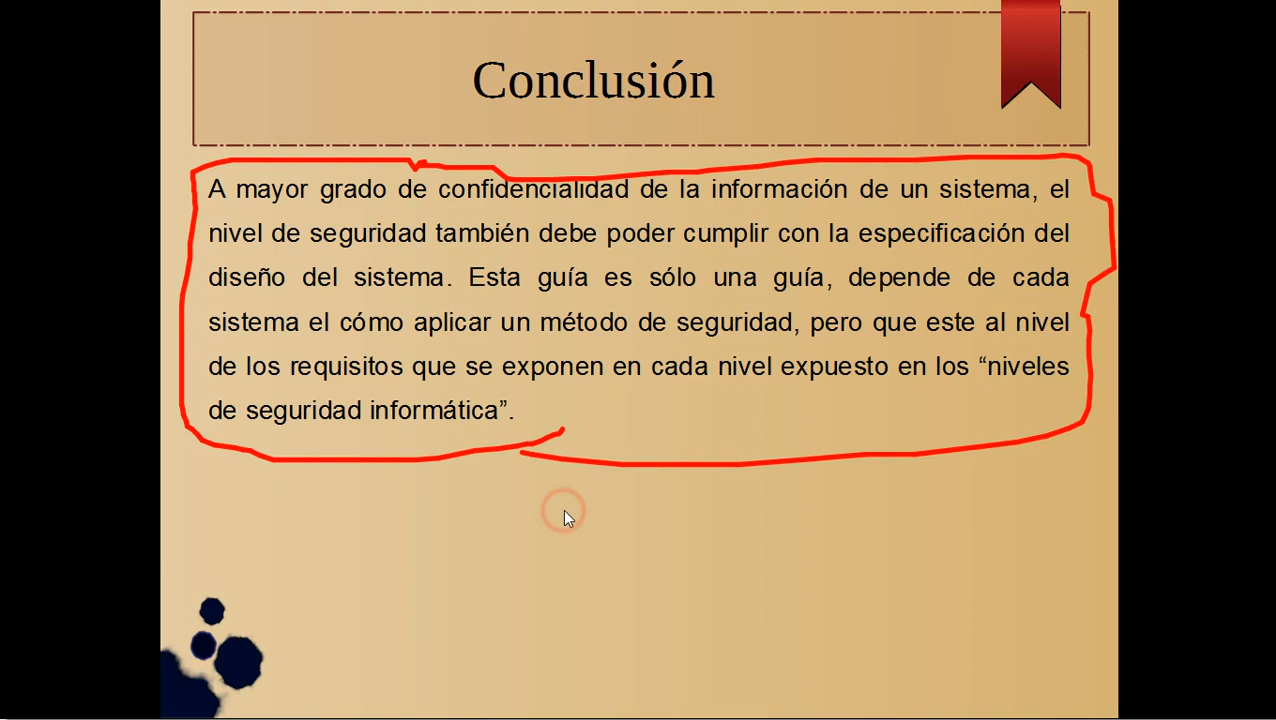 Conclusión
A mayor grado de confidencialidad de la información de un sistema, el
nivel de seguridad también debe poder cumplir con la especificación del
diseño del sistema. Esta guía es sólo una guía, depende de cada
sistema el cómo aplicar un método de seguridad, pero que este al nivel
de los requisitos que se exponen en cada nivel expuesto en los “niveles
de seguridad informática”.